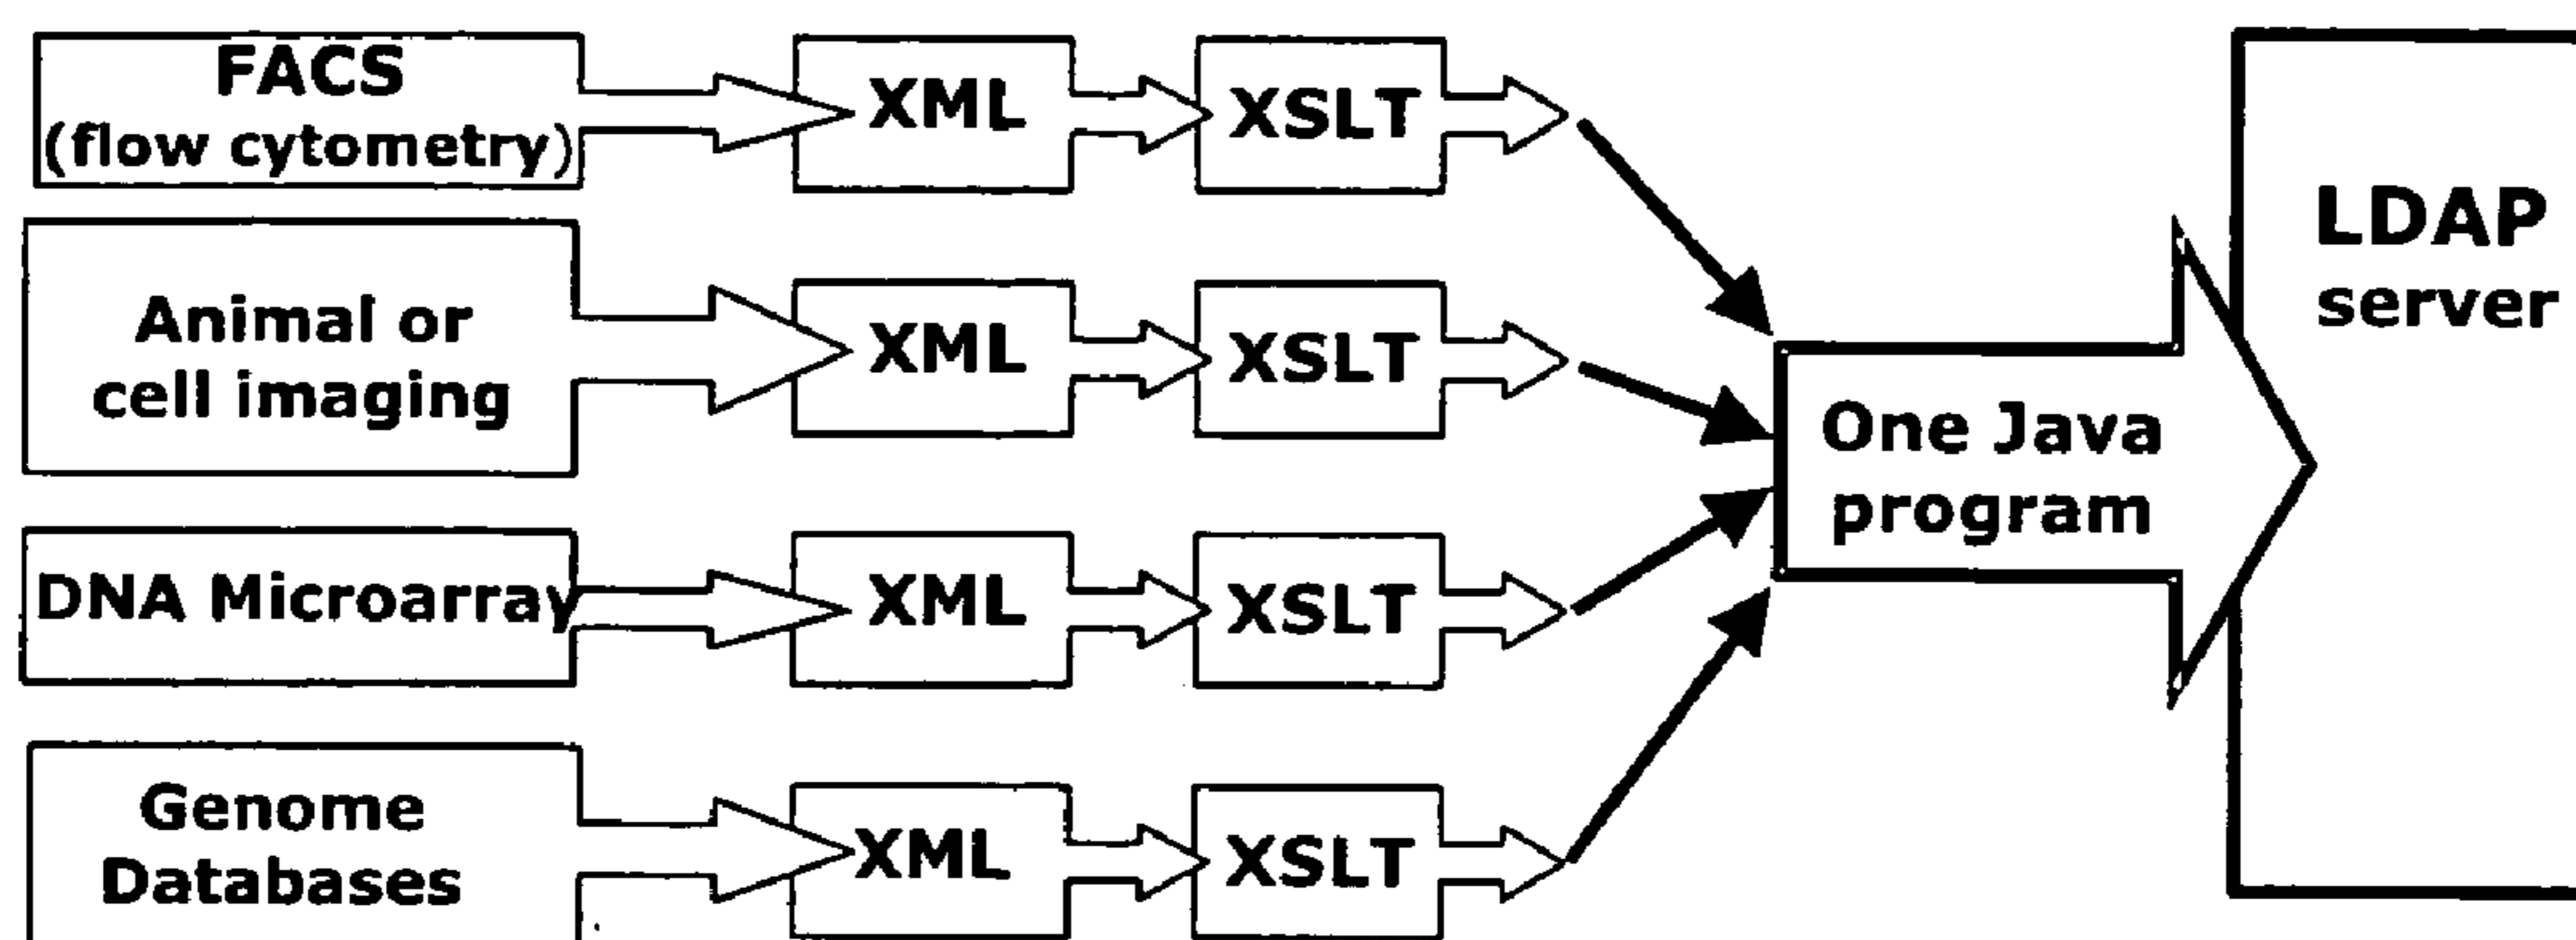 FACS
(flow cytometry)
XML
XSLT
LDAP
server
Animal or
cell imaging
XML
XSLT
One Java
program
DNA Microarray
XML
XSLT
Genome
Databases
XML
XSLT